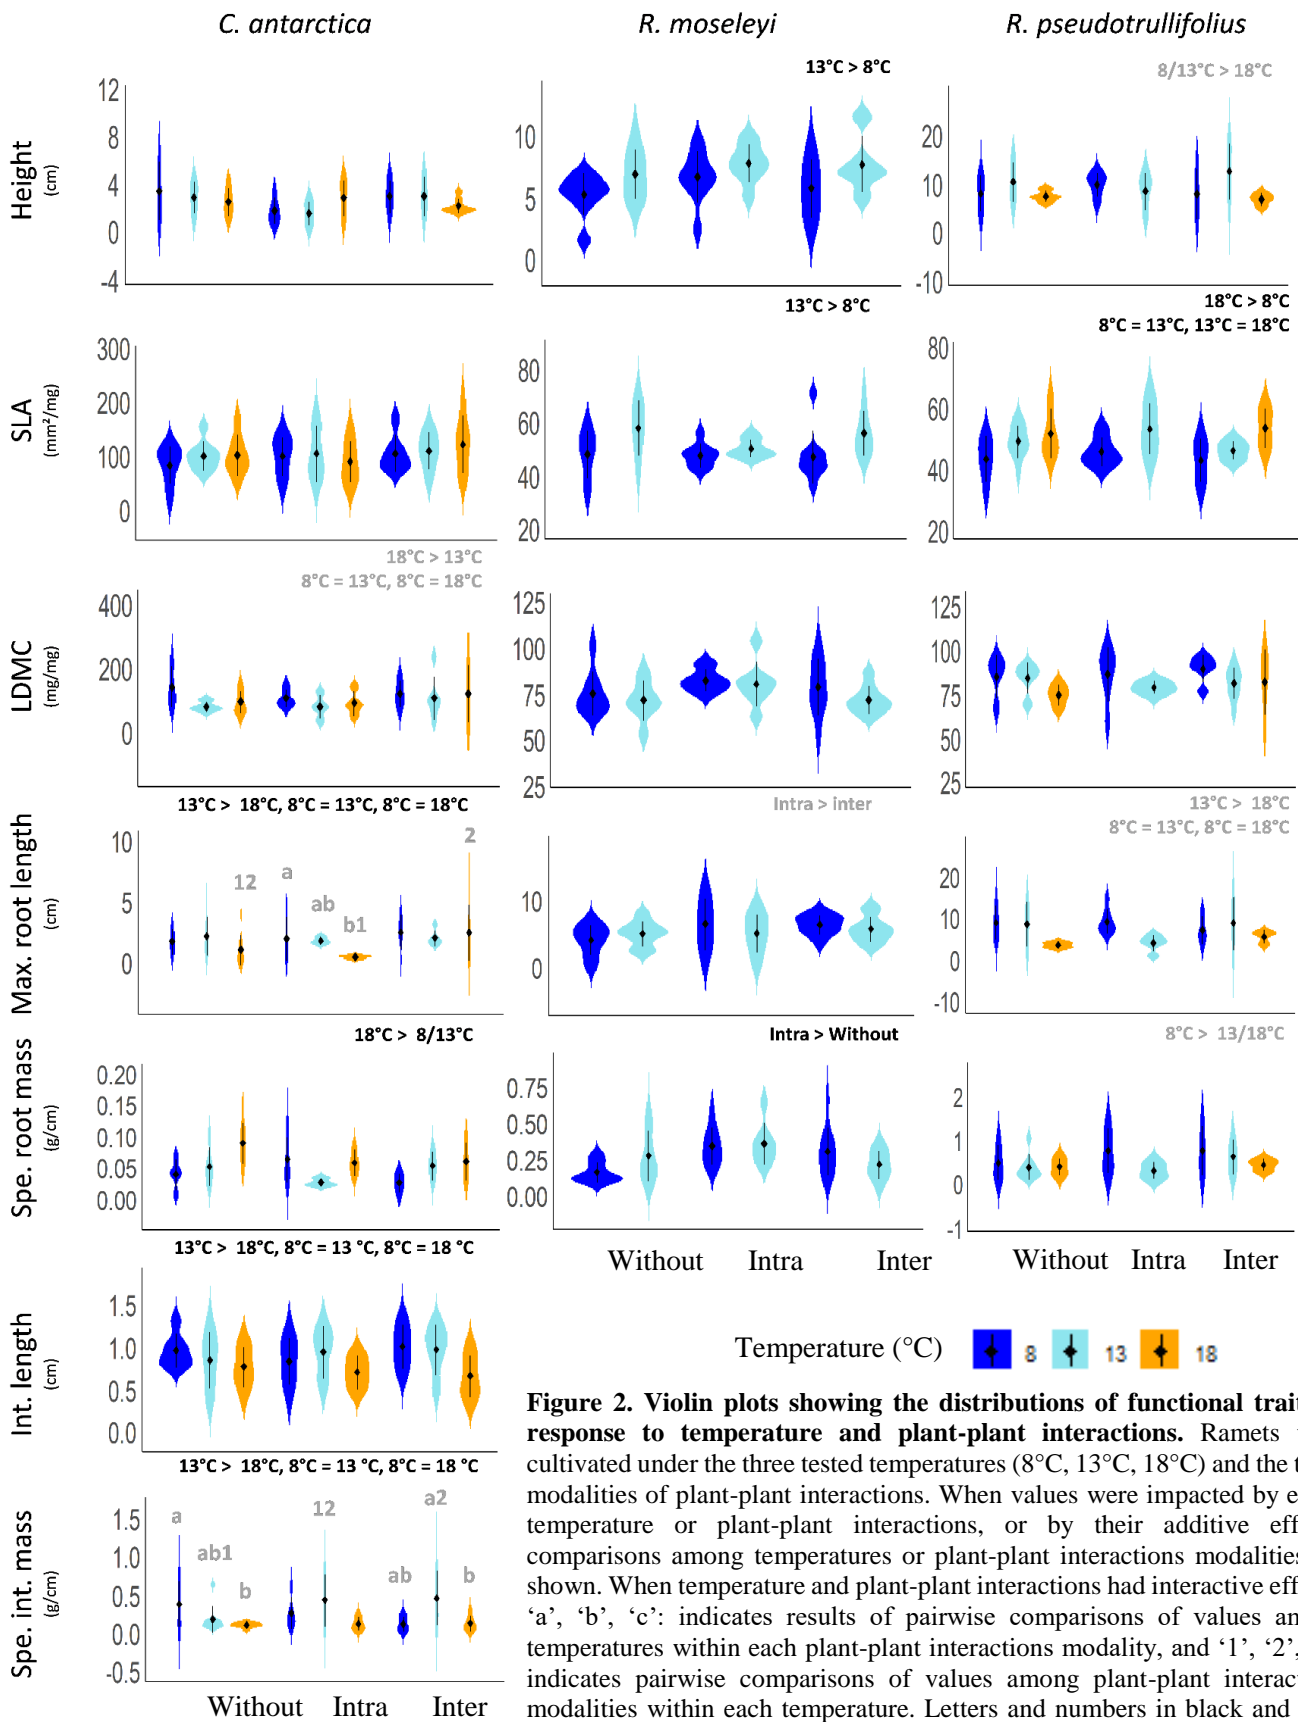 C. antarctica R. moseleyi R. pseudotrullifolius
13°C > 8°C 8/13°C > 18°C
Height
(cm)
12
8
4
0
-4
10
5
0
20
10
0
-10
13°C > 8°C
18°C > 8°C
8°C = 13°C, 13°C = 18°C
SLA
(mm²/mg)
300
200
100
0
80
60
40
20
80
60
40
20
18°C > 13°C
8°C = 13°C, 8°C = 18°C
LDMC
(mg/mg)
400
200
0
125
100
75
50
25
125
100
75
50
25
13°C > 18°C, 8°C = 13°C, 8°C = 18°C
Intra > inter
13°C > 18°C
8°C = 13°C, 8°C = 18°C
Max. root length
(cm)
10
5
0
12
a
ab
b1
2
10
0
20
10
0
-10
18°C > 8/13°C
Intra > Without
8°C > 13/18°C
Spe. root mass
(g/cm)
0.20
0.15
0.10
0.05
0.00
0.75
0.50
0.25
0.00
2
1
0
-1
13°C > 18°C, 8°C = 13 °C, 8°C = 18 °C
Without Intra Inter
Without Intra Inter
Int. length
(cm)
1.5
1.0
0.5
0.0
Temperature (°C) 8 13 18
13°C > 18°C, 8°C = 13 °C, 8°C = 18 °C
Spe. int. mass
(g/cm)
1.5
1.0
0.5
0.0
-0.5
a
ab1
b
12
ab
a2
b
Without Intra Inter
Figure 2. Violin plots showing the distributions of functional trait
response to temperature and plant-plant interactions. Ramets
cultivated under the three tested temperatures (8°C, 13°C, 18°C) and the
modalities of plant-plant interactions. When values were impacted by
temperature or plant-plant interactions, or by their additive
comparisons among temperatures or plant-plant interactions modalities
shown. When temperature and plant-plant interactions had interactive
‘a’, ‘b’, ‘c’: indicates results of pairwise comparisons of values
temperatures within each plant-plant interactions modality, and ‘1’, ‘2’,
indicates pairwise comparisons of values among plant-plant
modalities within each temperature. Letters and numbers in black and